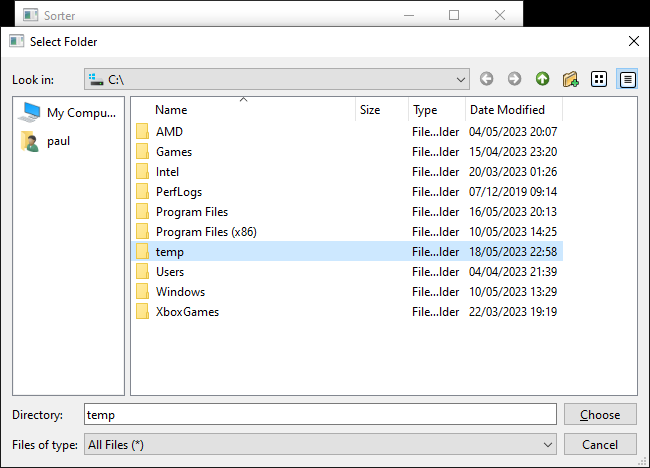 Sorter
Select Folder
Look in: C:\
My Compu...
paul
Name Size Type Date Modified
AMD File...lder 04/05/2023 20:07
Games File...lder 15/04/2023 23:20
Intel File...lder 20/03/2023 01:26
PerfLogs File...lder 07/12/2019 09:14
Program Files File...lder 16/05/2023 20:13
Program Files (x86) File...lder 10/05/2023 14:25
temp File...lder 18/05/2023 22:58
Users File...lder 04/04/2023 21:39
Windows File...lder 10/05/2023 13:29
XboxGames File...lder 22/03/2023 19:19
Directory: temp Choose
Files of type: All Files (*) Cancel